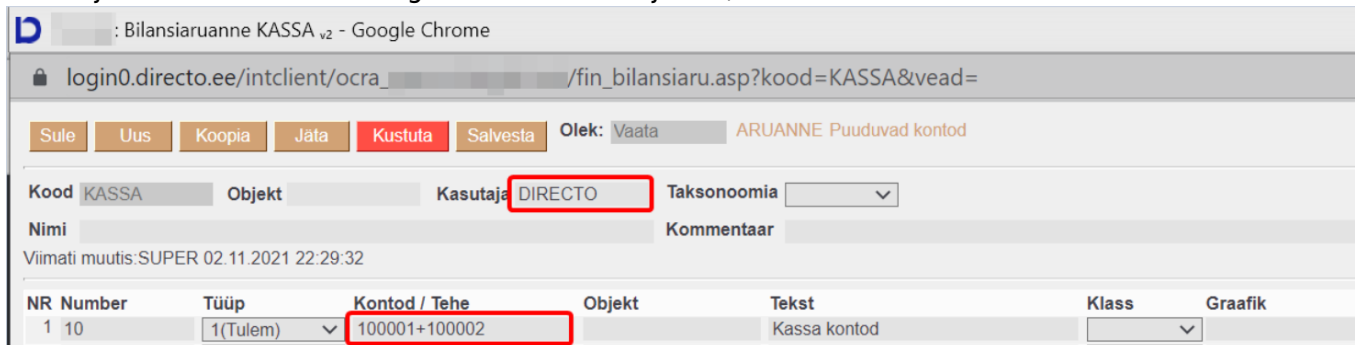 : Bilansiaruanne KASSA v2 - Google Chrome
login0.directo.ee/intclient/ocra_ /fin_bilansiaru.asp?kood=KASSA&vead=
Sule Uus Koopia Jäta Kustuta Salvesta Olek: Vaata ARUANNE Puuduvad kontod
Kood KASSA Objekt Kasutaja DIRECTO Taksonoomia
Nimi Kommentaar
Viimati muutis:SUPER 02.11.2021 22:29:32
NR Number Tüüp Kontod / Tehe Objekt Tekst Klass Graafik
1 10 1(Tulem) 100001+100002 Kassa kontod